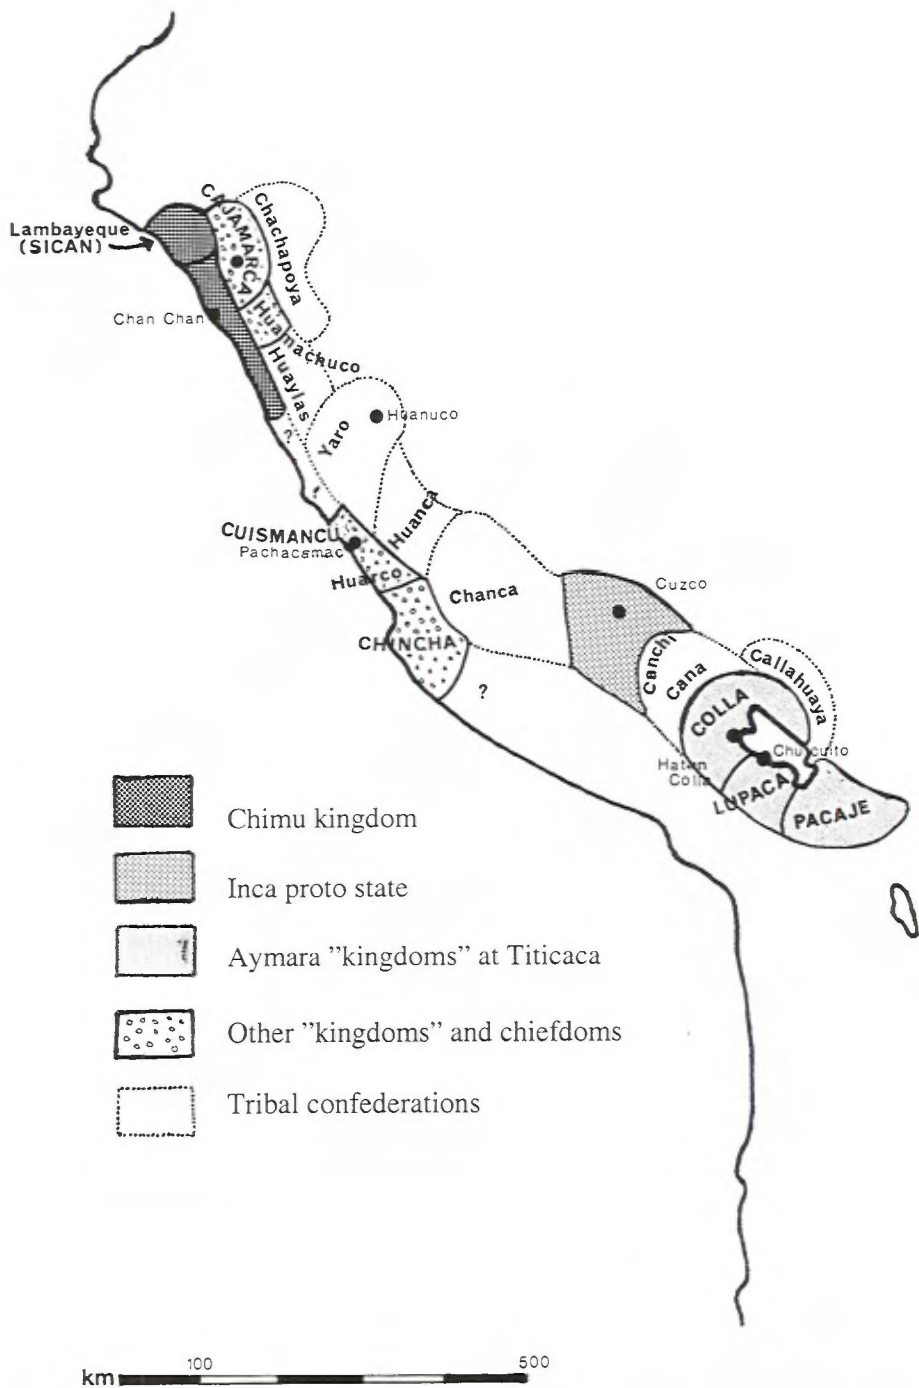 CAJAMARCA
Chachapoya
Lambayeque
(SICAN)
Chan Chan
Huamachuco
Huaylas
?
Yaro
Huanuco
?
Huanca
CUISMANCU
Pachacamac
Huarco
Chanca
CHINCHA
?
Cuzco
Canchi
Cana
Callahuaya
COLLA
Hatun
Colla
Chucuito
LUPACA
PACAJE
Chimu kingdom
Inca proto state
Aymara "kingdoms" at Titicaca
Other "kingdoms" and chiefdoms
Tribal confederations
100
500
km